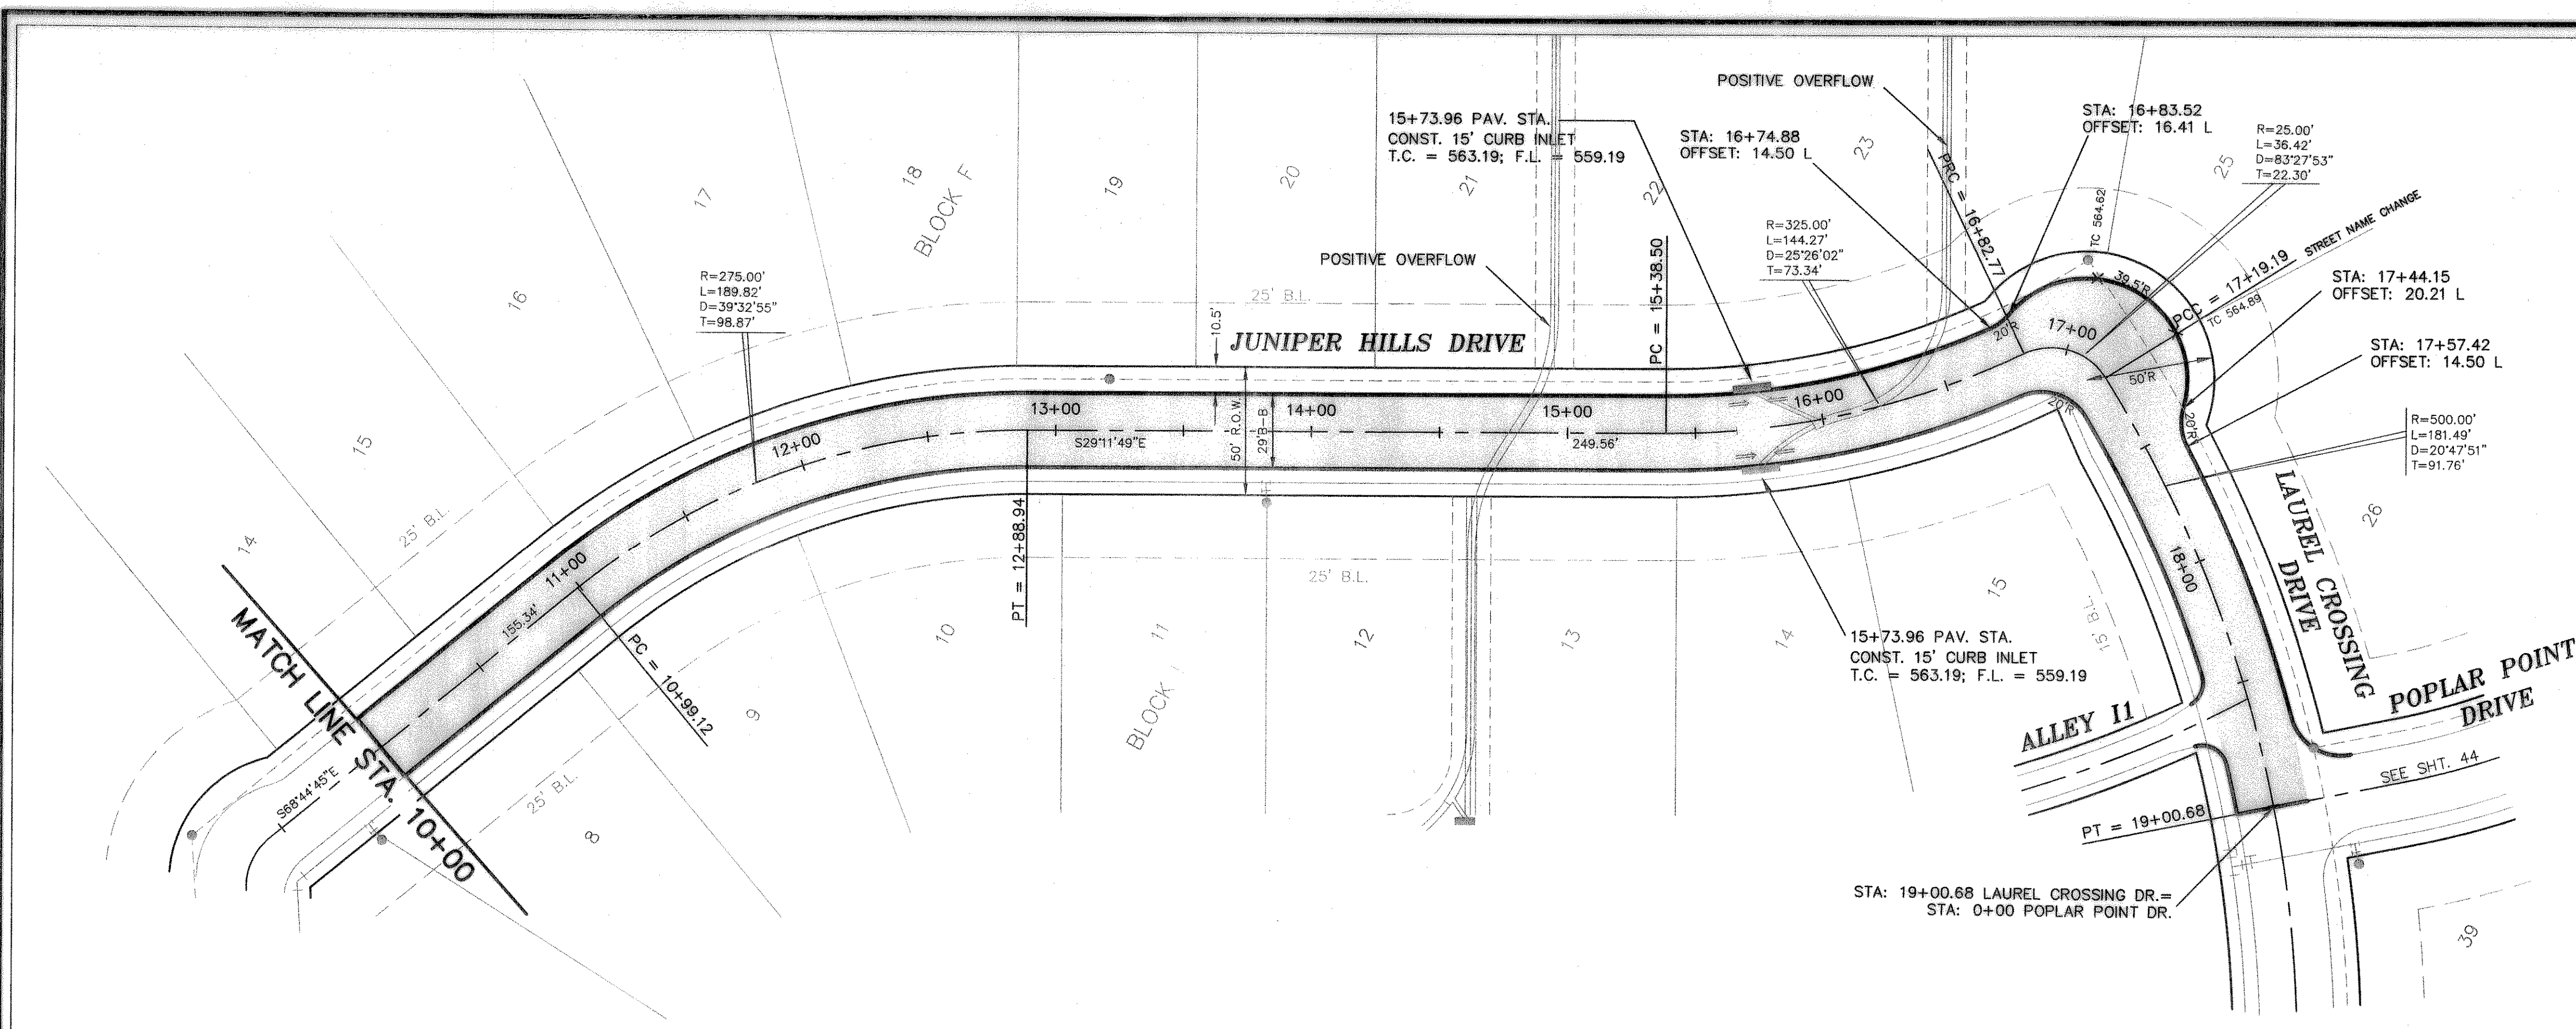 POSITIVE OVERFLOW
15+73.96 PAV. STA.
CONST. 15' CURB INLET
T.C. = 563.19; F.L. = 559.19
STA: 16+74.88
OFFSET: 14.50 L
STA: 16+83.52
OFFSET: 16.41 L
R=25.00'
L=36.42'
D=83°27'53"
T=22.30'
23
25
18
BLOCK F
17
19
20
21
22
PRC = 16+82.77
TC 564.62
STREET NAME CHANGE
PCC = 17+19.19
TC 564.89
R=325.00'
L=144.27'
D=25°26'02"
T=73.34'
POSITIVE OVERFLOW
PC = 15+38.50
R=275.00'
L=189.82'
D=39°32'55"
T=98.87'
16
25' B.L.
10.5'
JUNIPER HILLS DRIVE
39.5'R
20'R
17+00
50'R
20'R
20'R
STA: 17+44.15
OFFSET: 20.21 L
STA: 17+57.42
OFFSET: 14.50 L
R=500.00'
L=181.49'
D=20°47'51"
T=91.76'
15
12+00
13+00
14+00
15+00
16+00
S29°11'49"E
50' R.O.W.
29' B-B
249.56'
14
25' B.L.
11+00
155.34'
PC = 10+99.12
PT = 12+88.94
25' B.L.
18+00
LAUREL CROSSING
DRIVE
26
MATCH LINE STA. 10+00
S68°44'45"E
25' B.L.
8
9
10
11
BLOCK I
12
13
14
15
15' B.L.
15+73.96 PAV. STA.
CONST. 15' CURB INLET
T.C. = 563.19; F.L. = 559.19
ALLEY I1
POPLAR POINT
DRIVE
SEE SHT. 44
PT = 19+00.68
STA: 19+00.68 LAUREL CROSSING DR.=
STA: 0+00 POPLAR POINT DR.
39